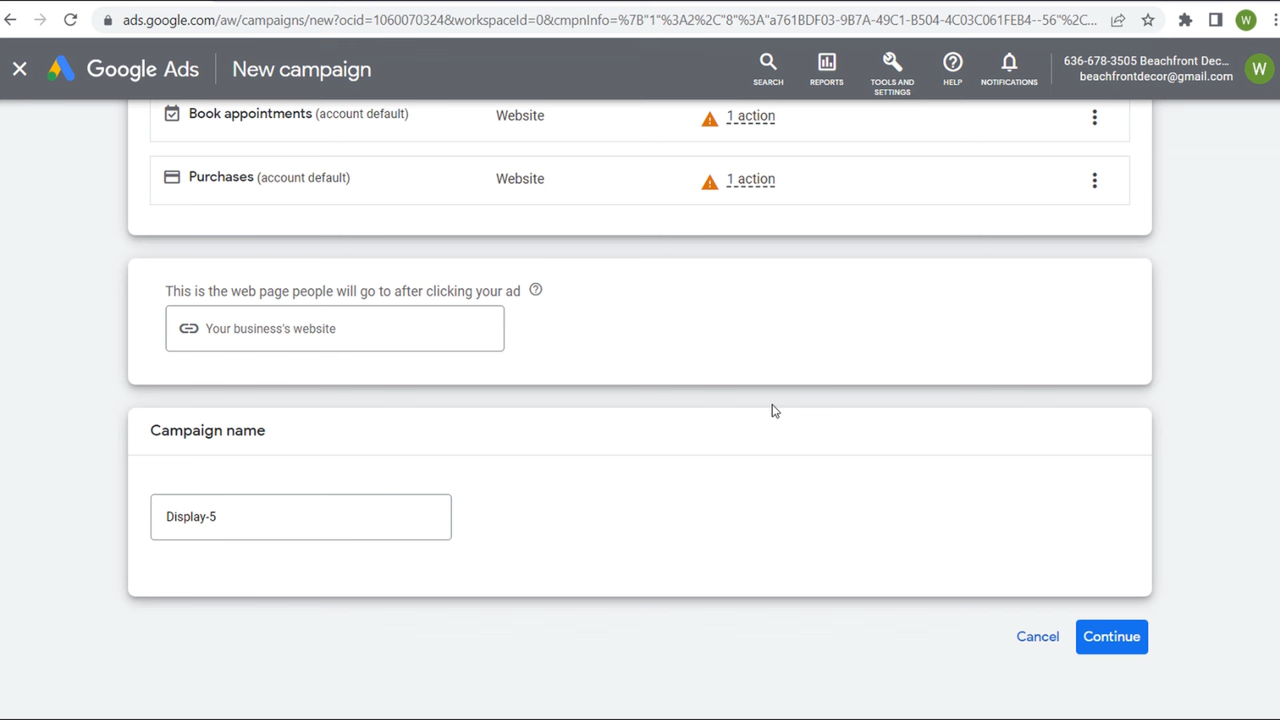 ads.google.com/aw/campaigns/new?ocid=1060070324&workspaceId=0&cmpnInfo=%7B"1"%3A2%2C"8"%3A"a761BDF03-9B7A-49C1-B504-4C03C061FEB4--56"%2C...
W
Google Ads
New campaign
SEARCH
REPORTS
TOOLS AND
SETTINGS
HELP
NOTIFICATIONS
636-678-3505 Beachfront Dec...
beachfrontdecor@gmail.com
W
Book appointments (account default)
Website
1 action
Purchases (account default)
Website
1 action
This is the web page people will go to after clicking your ad
Your business's website
Campaign name
Display-5
Cancel
Continue